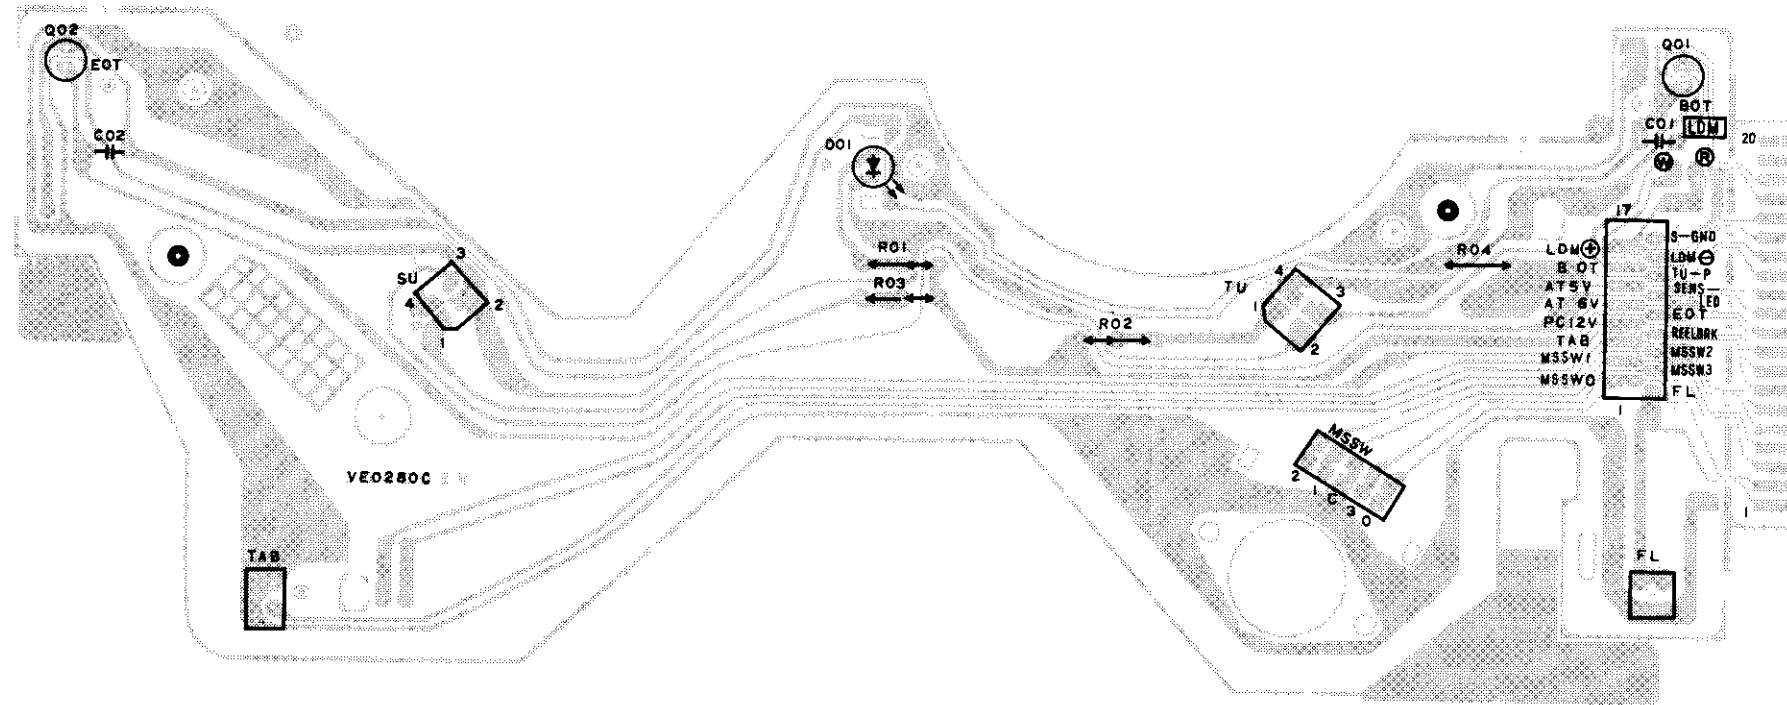 Q02
EOT
C02
SU
3
4
2
1
VE0280C
TAB
D01
R01
R03
R02
TU
4
3
1
2
R04
Q01
BOT
C01
LDM
20
W
R
17
LDM⊕
S-GND
BOT
LDM⊖
AT5V
TU-P
AT 6V
SENS-
LED
PC12V
EOT
TAB
REELBRK
MSSW1
MSSW2
MSSW0
MSSW3
FL
1
MSSW
2
1
C
3
0
1
FL